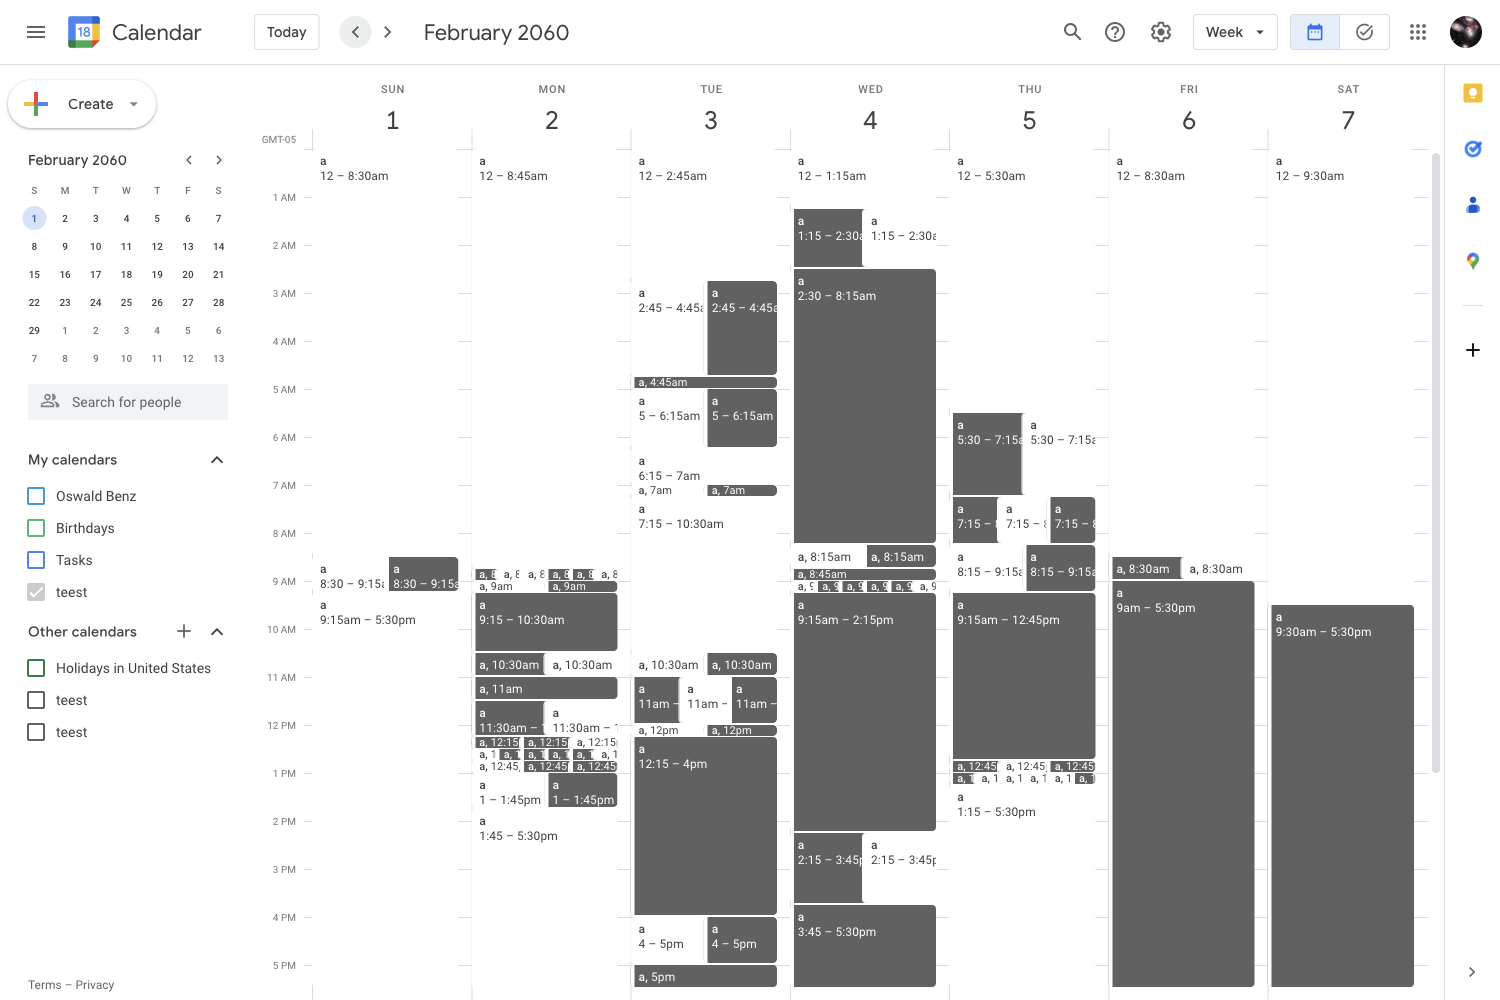 18 Calendar Today February 2060 Week
Create
SUN MON TUE WED THU FRI SAT
1 2 3 4 5 6 7
GMT-05
February 2060
S M T W T F S
1 2 3 4 5 6 7
8 9 10 11 12 13 14
15 16 17 18 19 20 21
22 23 24 25 26 27 28
29 1 2 3 4 5 6
7 8 9 10 11 12 13
Search for people
My calendars
Oswald Benz
Birthdays
Tasks
teest
Other calendars
Holidays in United States
teest
teest
Terms – Privacy
1 AM
2 AM
3 AM
4 AM
5 AM
6 AM
7 AM
8 AM
9 AM
10 AM
11 AM
12 PM
1 PM
2 PM
3 PM
4 PM
5 PM
a
12 – 8:30am
a
8:30 – 9:15a
a
8:30 – 9:15a
a
9:15am – 5:30pm
a
12 – 8:45am
a, 8 a, 8 a, 8 a, 8 a, 8 a, 8
a, 9am a, 9am
a
9:15 – 10:30am
a, 10:30am a, 10:30am
a, 11am
a
11:30am – 1
a
11:30am –
a, 12:15 a, 12:15 a, 12:15
a, 1 a, 1 a, 1 a, 1 a, 1 a, 1
a, 12:45 a, 12:45 a, 12:45
a
1 – 1:45pm
a
1 – 1:45pm
a
1:45 – 5:30pm
a
12 – 2:45am
a
2:45 – 4:45a
a
2:45 – 4:45a
a, 4:45am
a
5 – 6:15am
a
5 – 6:15am
a
6:15 – 7am
a, 7am a, 7am
a
7:15 – 10:30am
a, 10:30am a, 10:30am
a
11am –
a
11am –
a
11am –
a, 12pm a, 12pm
a
12:15 – 4pm
a
4 – 5pm
a
4 – 5pm
a, 5pm
a
12 – 1:15am
a
1:15 – 2:30a
a
1:15 – 2:30a
a
2:30 – 8:15am
a, 8:15am a, 8:15am
a, 8:45am
a, 9 a, 9 a, 9 a, 9 a, 9 a, 9
a
9:15am – 2:15pm
a
2:15 – 3:45p
a
2:15 – 3:45p
a
3:45 – 5:30pm
a
12 – 5:30am
a
5:30 – 7:15a
a
5:30 – 7:15a
a
7:15 – 8
a
7:15 – 8
a
7:15 – 8
a
8:15 – 9:15a
a
8:15 – 9:15a
a
9:15am – 12:45pm
a, 12:45 a, 12:45 a, 12:45
a, 1 a, 1 a, 1 a, 1 a, 1 a, 1
a
1:15 – 5:30pm
a
12 – 8:30am
a, 8:30am a, 8:30am
a
9am – 5:30pm
a
12 – 9:30am
a
9:30am – 5:30pm